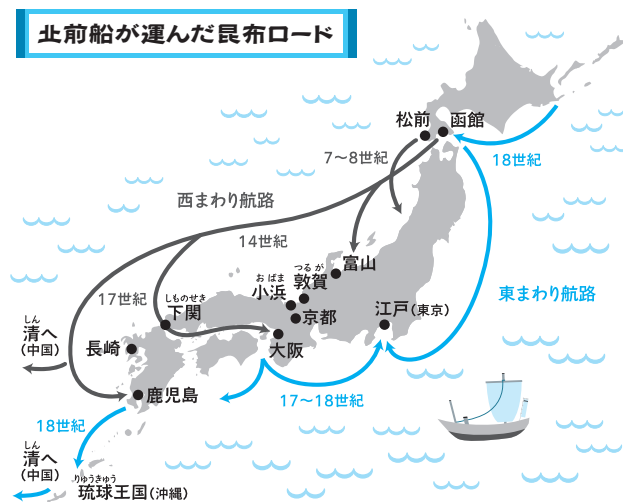 北前船が運んだ昆布ロード
松前
函館
7～8世紀
18世紀
西まわり航路
14世紀
富山
つるが
敦賀
おばま
小浜
17世紀
しものせき
下関
京都
江戸(東京)
東まわり航路
大阪
しん
清へ
(中国)
長崎
鹿児島
17～18世紀
18世紀
しん
清へ
(中国)
りゅうきゅう
琉球王国(沖縄)